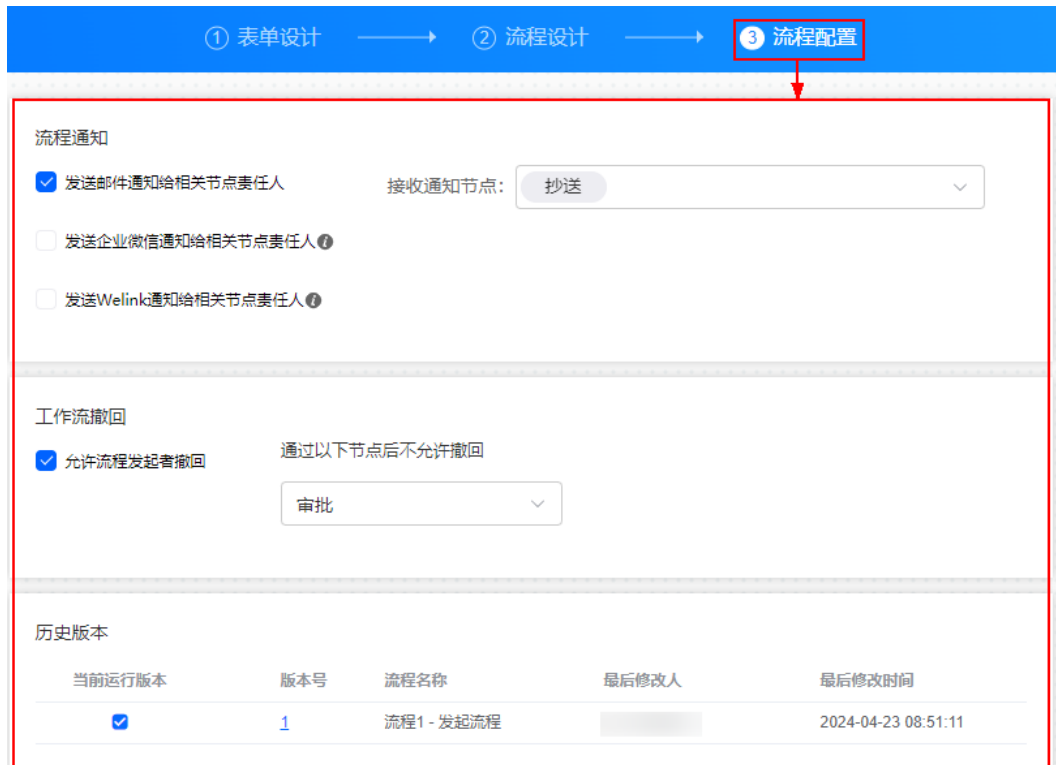 ① 表单设计 ② 流程设计 ③ 流程配置
流程通知
发送邮件通知给相关节点责任人 接收通知节点: 抄送
发送企业微信通知给相关节点责任人
发送Welink通知给相关节点责任人
工作流撤回
允许流程发起者撤回 通过以下节点后不允许撤回
审批
历史版本
当前运行版本 版本号 流程名称 最后修改人 最后修改时间
1 流程1 - 发起流程 2024-04-23 08:51:11